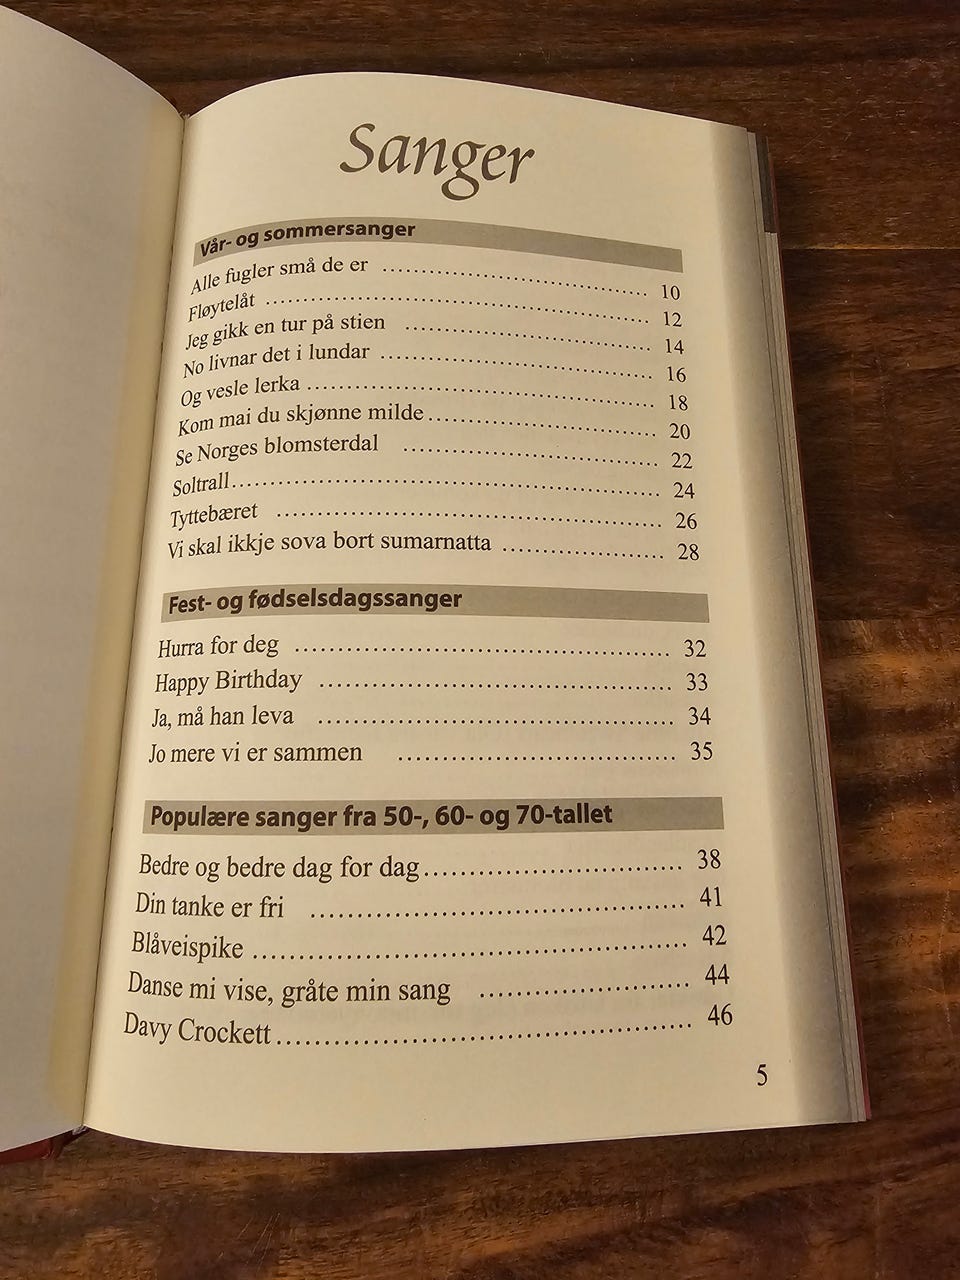 Sanger
Vår- og sommersanger
Alle fugler små de er ........................................ 10
Fløytelåt ........................................................ 12
Jeg gikk en tur på stien ..................................... 14
No livnar det i lundar ........................................ 16
Og vesle lerka .................................................. 18
Kom mai du skjønne milde .................................. 20
Se Norges blomsterdal ...................................... 22
Soltrall ............................................................ 24
Tyttebæret ...................................................... 26
Vi skal ikkje sova bort sumarnatta ........................ 28
Fest- og fødselsdagssanger
Hurra for deg ................................................... 32
Happy Birthday ................................................ 33
Ja, må han leva ................................................ 34
Jo mere vi er sammen ....................................... 35
Populære sanger fra 50-, 60- og 70-tallet
Bedre og bedre dag for dag ................................ 38
Din tanke er fri ................................................. 41
Blåveispike ...................................................... 42
Danse mi vise, gråte min sang ............................ 44
Davy Crockett .................................................. 46
5